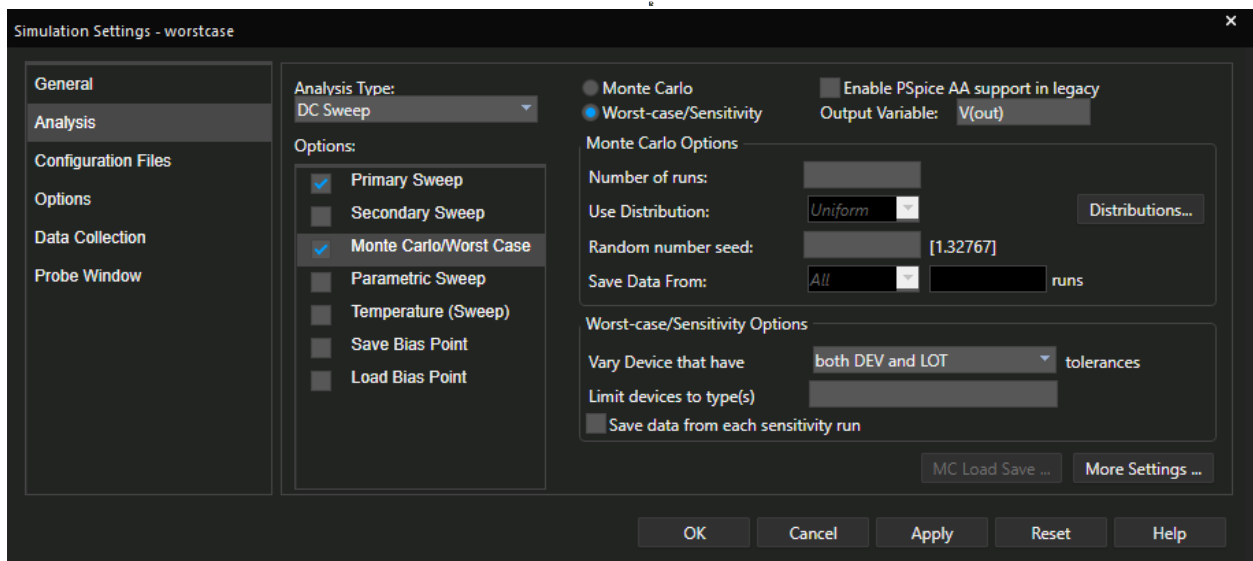 Simulation Settings - worstcase
×
General
Analysis
Configuration Files
Options
Data Collection
Probe Window
Analysis Type:
DC Sweep
Options:
Primary Sweep
Secondary Sweep
Monte Carlo/Worst Case
Parametric Sweep
Temperature (Sweep)
Save Bias Point
Load Bias Point
Monte Carlo
Enable PSpice AA support in legacy
Worst-case/Sensitivity
Output Variable: V(out)
Monte Carlo Options
Number of runs:
Use Distribution: Uniform Distributions...
Random number seed: [1.32767]
Save Data From: All runs
Worst-case/Sensitivity Options
Vary Device that have both DEV and LOT tolerances
Limit devices to type(s)
Save data from each sensitivity run
MC Load Save ... More Settings ...
OK Cancel Apply Reset Help